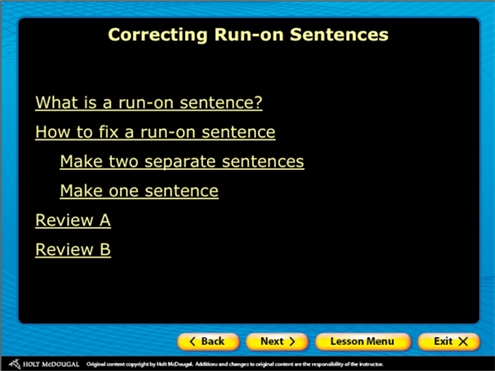 Correcting Run-on Sentences
What is a run-on sentence?
How to fix a run-on sentence
Make two separate sentences
Make one sentence
Review A
Review B
Back Next Lesson Menu Exit
HOLT McDOUGAL Original content copyright by Holt McDougal. Additions and changes to original content are the responsibility of the instructor.